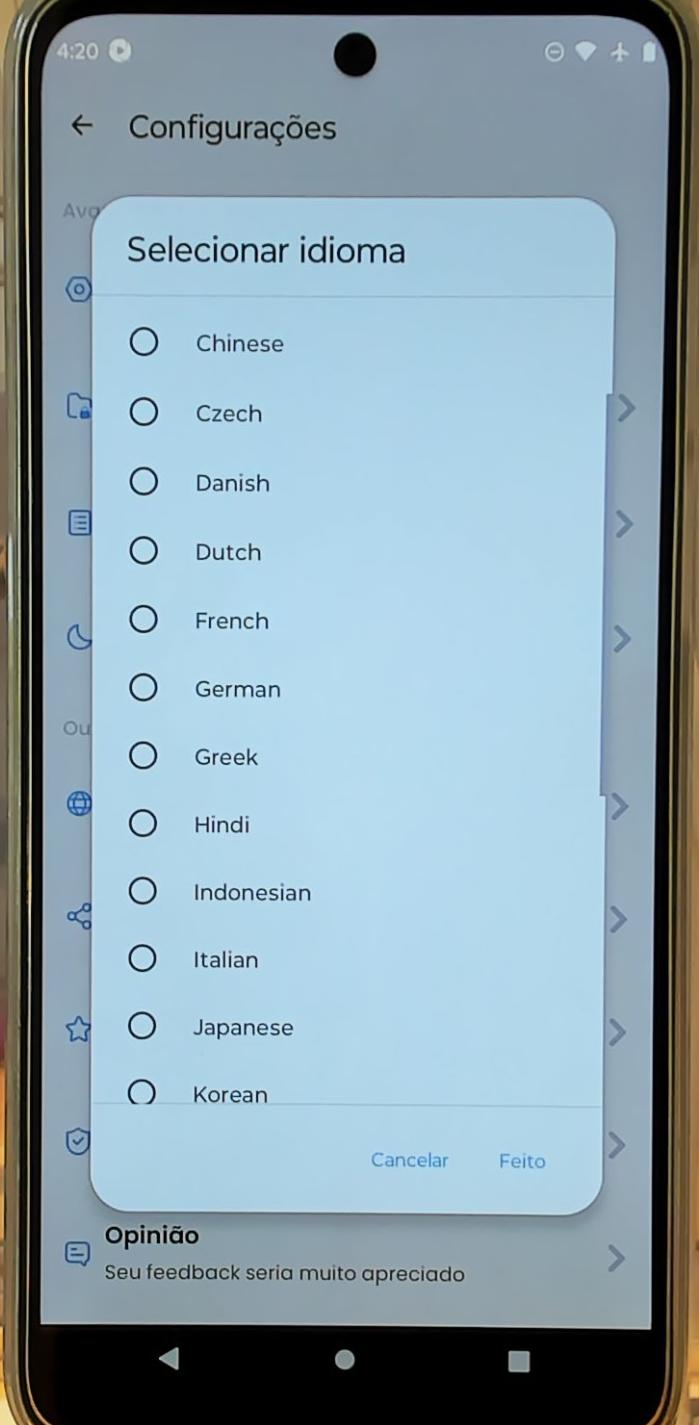 4:20
Configurações
Ava
Selecionar idioma
Chinese
Czech
Danish
Dutch
French
German
Ou
Greek
Hindi
Indonesian
Italian
Japanese
Korean
Cancelar
Feito
Opinião
Seu feedback seria muito apreciado